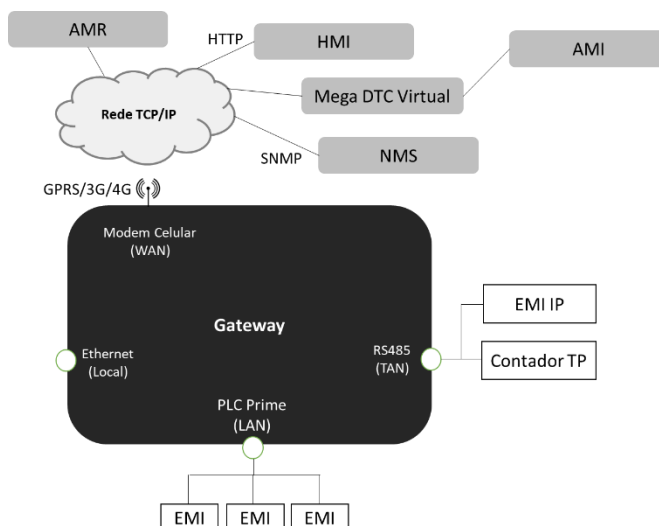 AMR
HTTP
HMI
AMI
Rede TCP/IP
Mega DTC Virtual
SNMP
NMS
GPRS/3G/4G
Modem Celular
(WAN)
Gateway
EMI IP
Ethernet
(Local)
RS485
(TAN)
Contador TP
PLC Prime
(LAN)
EMI
EMI
EMI